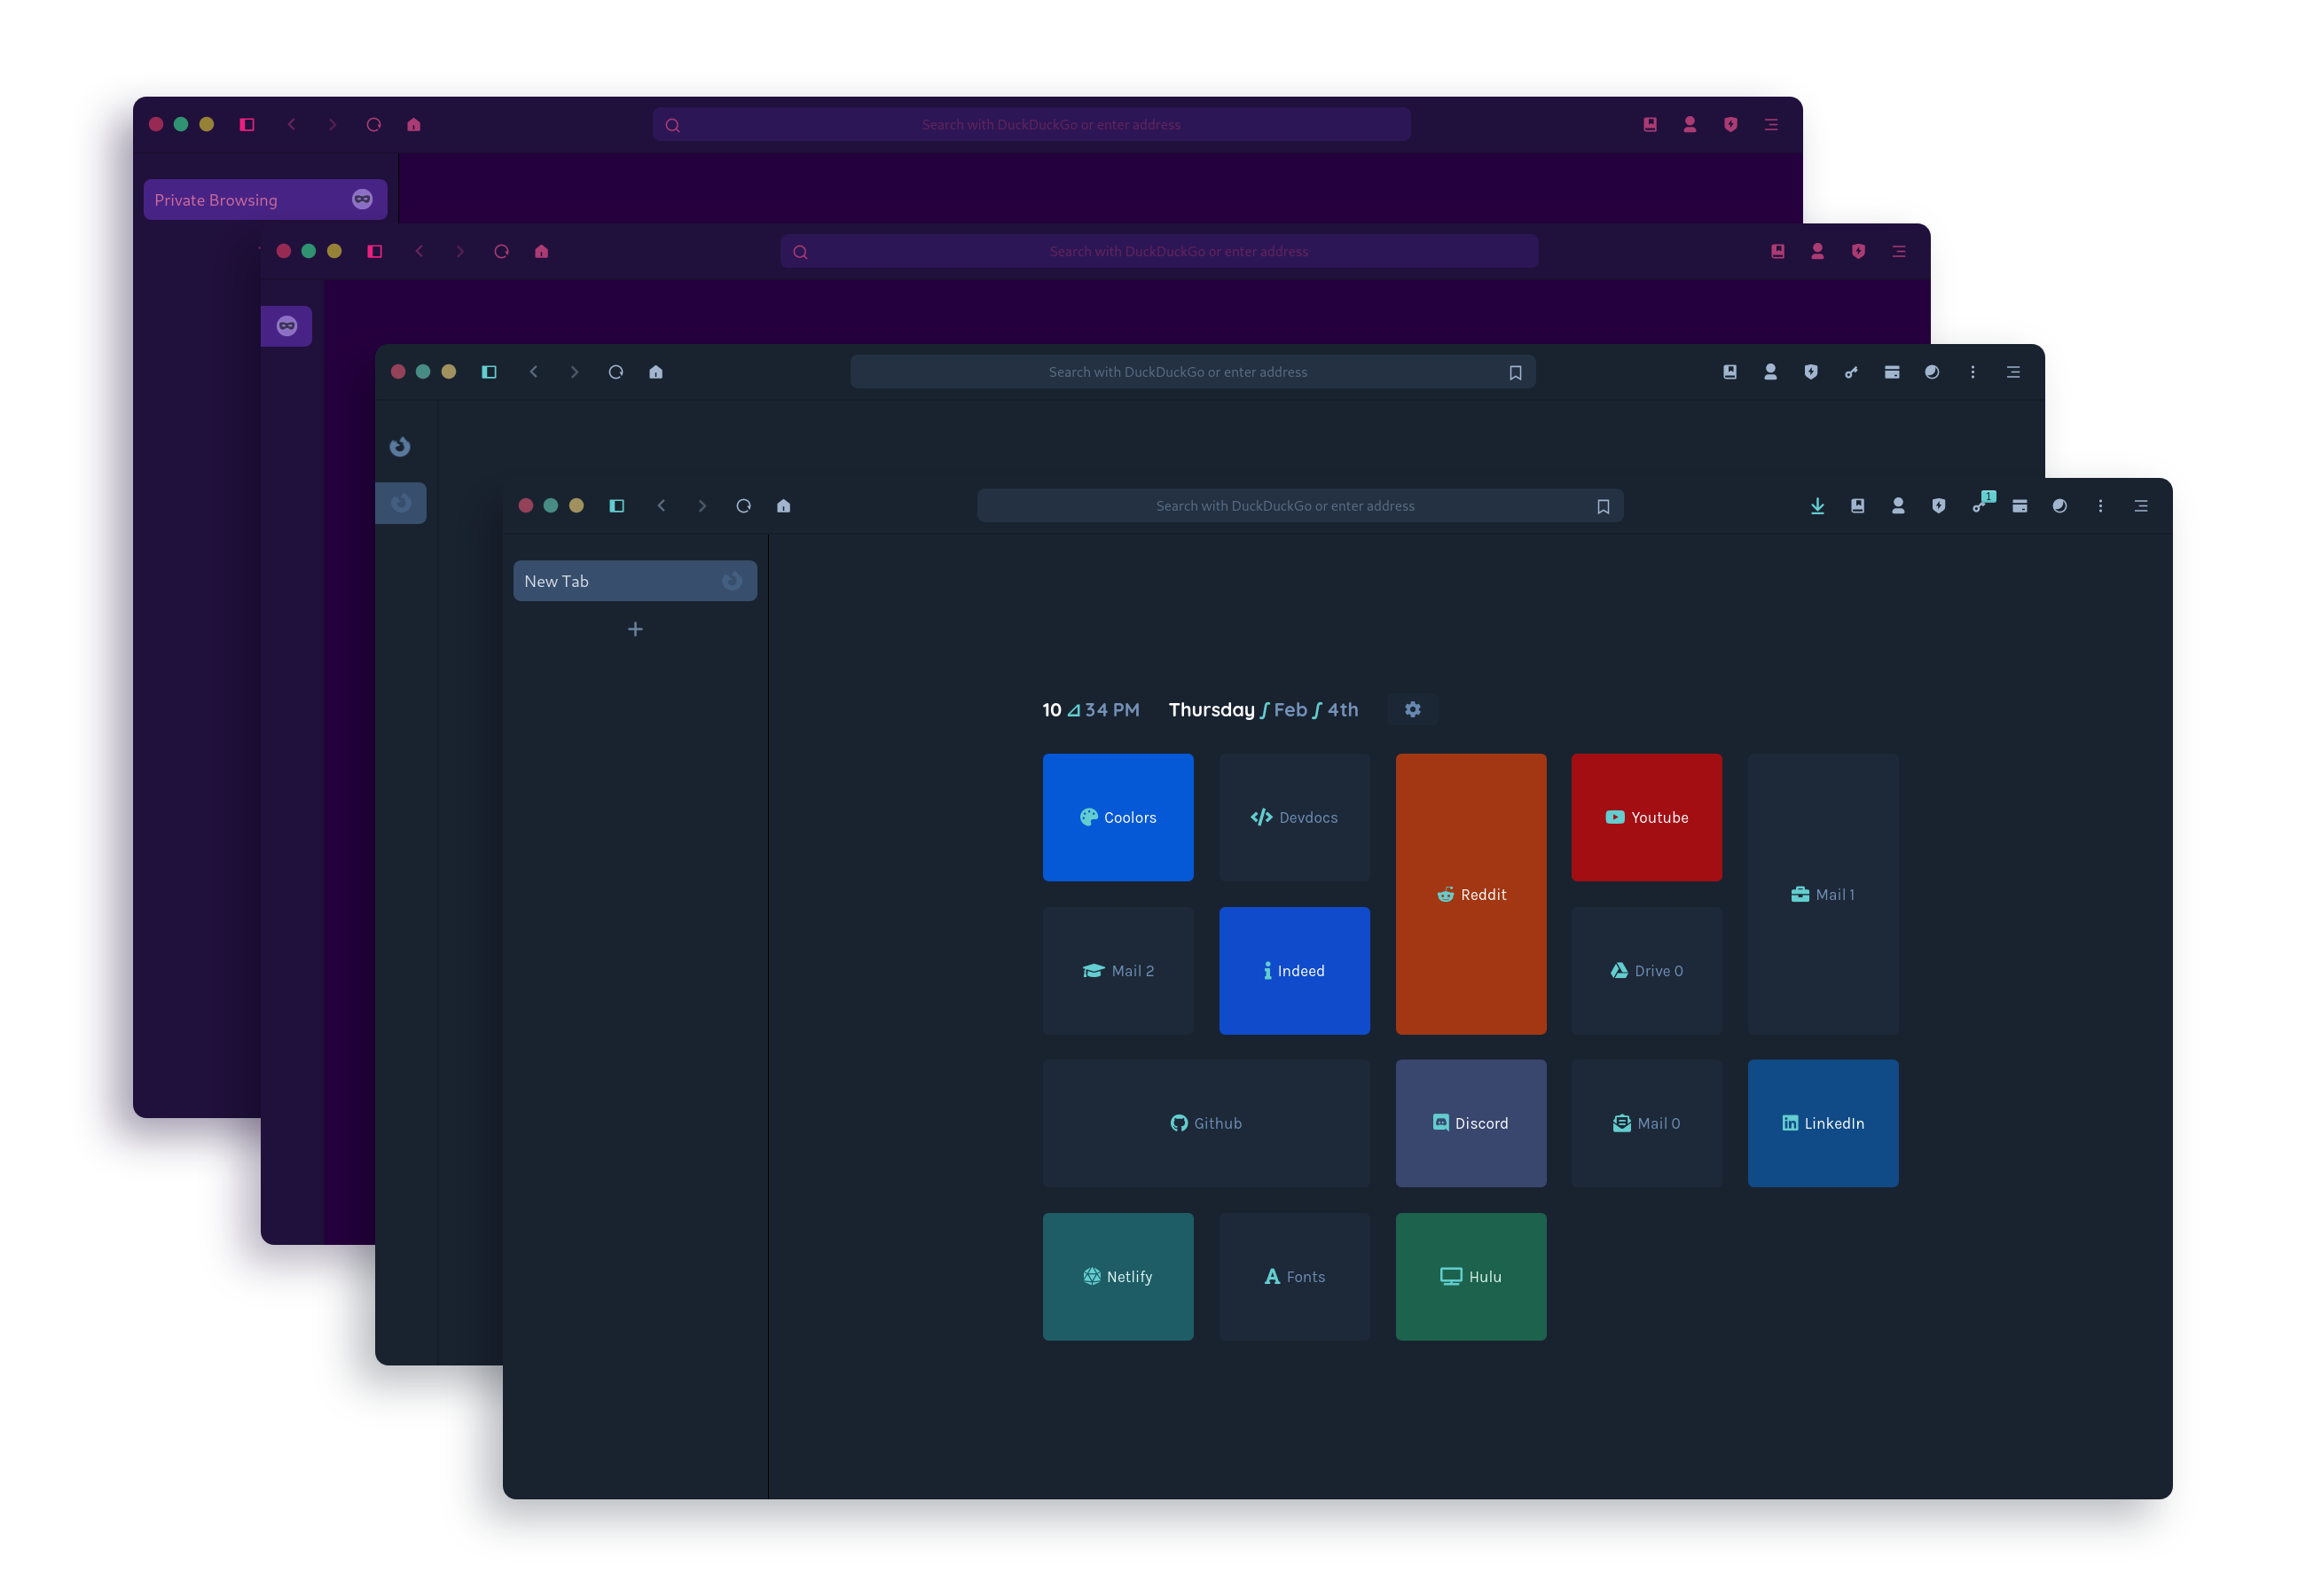 Search with DuckDuckGo or enter address
Private Browsing
Search with DuckDuckGo or enter address
Search with DuckDuckGo or enter address
Search with DuckDuckGo or enter address
1
New Tab
10 34 PM Thursday ∫ Feb ∫ 4th
Coolors
Devdocs
Reddit
Youtube
Mail 1
Mail 2
Indeed
Drive 0
Github
Discord
Mail 0
LinkedIn
Netlify
Fonts
Hulu